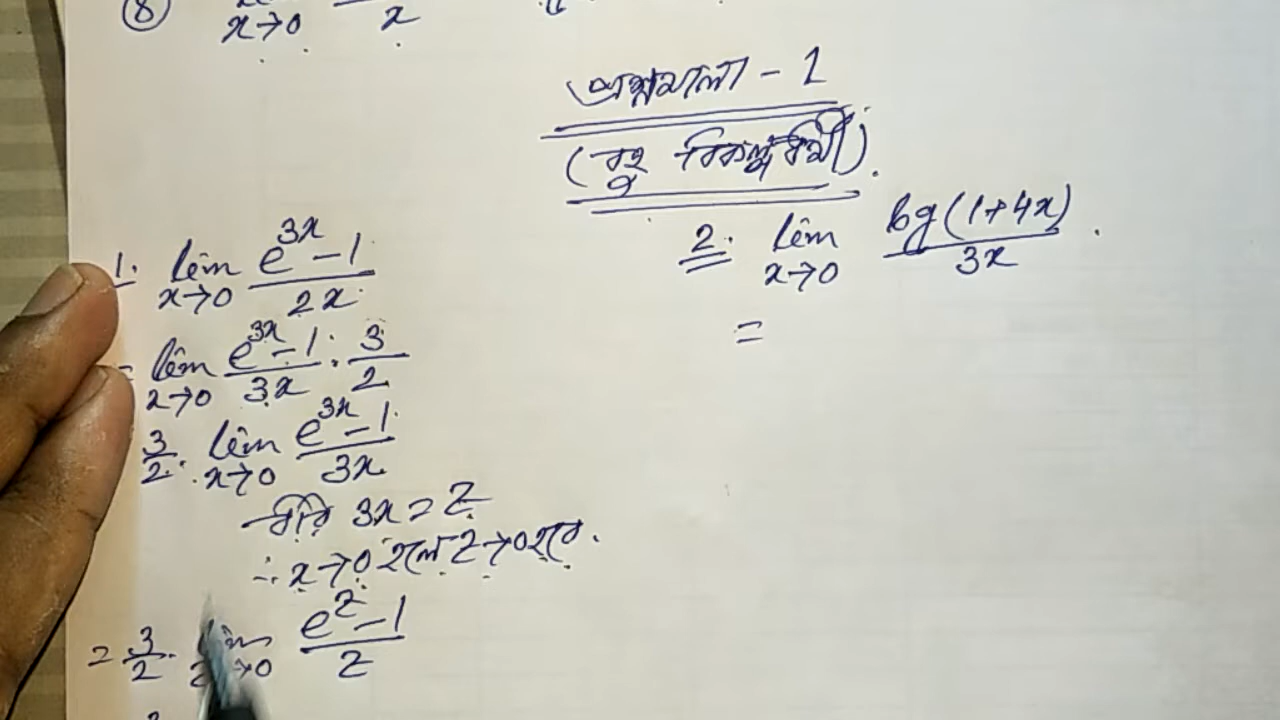 ⑧ x→0 x
প্রশ্নমালা - 1
(বহু বিকল্পধর্মী).
1. lim x→0 (e^3x - 1)/2x
= lim x→0 (e^3x - 1)/3x · 3/2
3/2 · lim x→0 (e^3x - 1)/3x
ধরি 3x = z
∴ x→0 হলে z→0 হবে.
= 3/2 · lim z→0 (e^z - 1)/z
2. lim x→0 log(1+4x)/3x
=